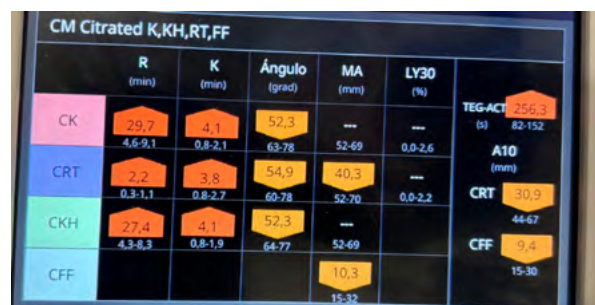 CM Citrated K,KH,RT,FF
R K Ángulo MA LY30
(min) (min) (grad) (mm) (%)
CK 29,7 4,1 52,3 --- ---
4,6-9,1 0,8-2,1 63-78 52-69 0,0-2,6
CRT 2,2 3,8 54,9 40,3 ---
0,3-1,1 0,8-2,7 60-78 52-70 0,0-2,2
CKH 27,4 4,1 52,3 ---
4,3-8,3 0,8-1,9 64-77 52-69
CFF 10,3
15-32
TEG-ACT 256,3
(s) 82-152
A10
(mm)
CRT 30,9
44-67
CFF 9,4
15-30